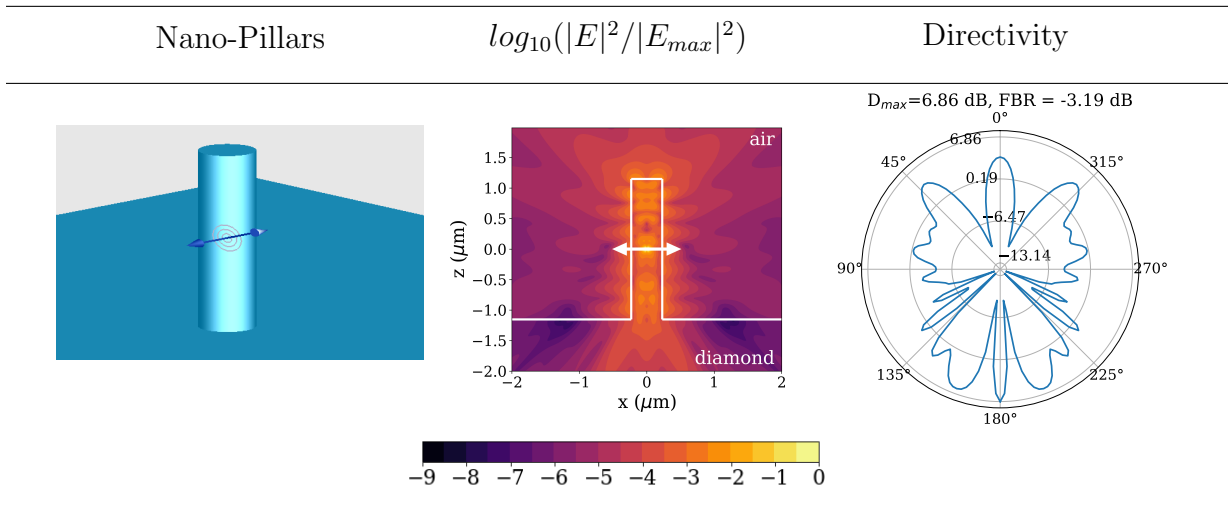 Nano-Pillars log₁₀(|E|²/|Eₘₐₓ|²) Directivity
air
diamond
1.5
1.0
0.5
0.0
−0.5
−1.0
−1.5
−2.0
z (μm)
−2 −1 0 1 2
x (μm)
Dₘₐₓ=6.86 dB, FBR = -3.19 dB
0°
45°
90°
135°
180°
225°
270°
315°
6.86
0.19
−6.47
−13.14
−9 −8 −7 −6 −5 −4 −3 −2 −1 0